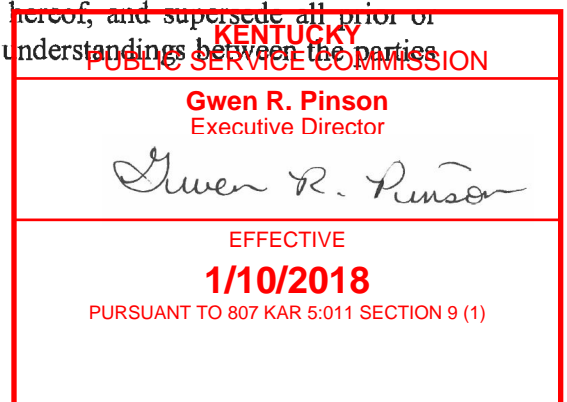 hereof, and supersede all prior or
understandings between the parties
KENTUCKY
PUBLIC SERVICE COMMISSION
Gwen R. Pinson
Executive Director
Gwen R. Pinson
EFFECTIVE
1/10/2018
PURSUANT TO 807 KAR 5:011 SECTION 9 (1)